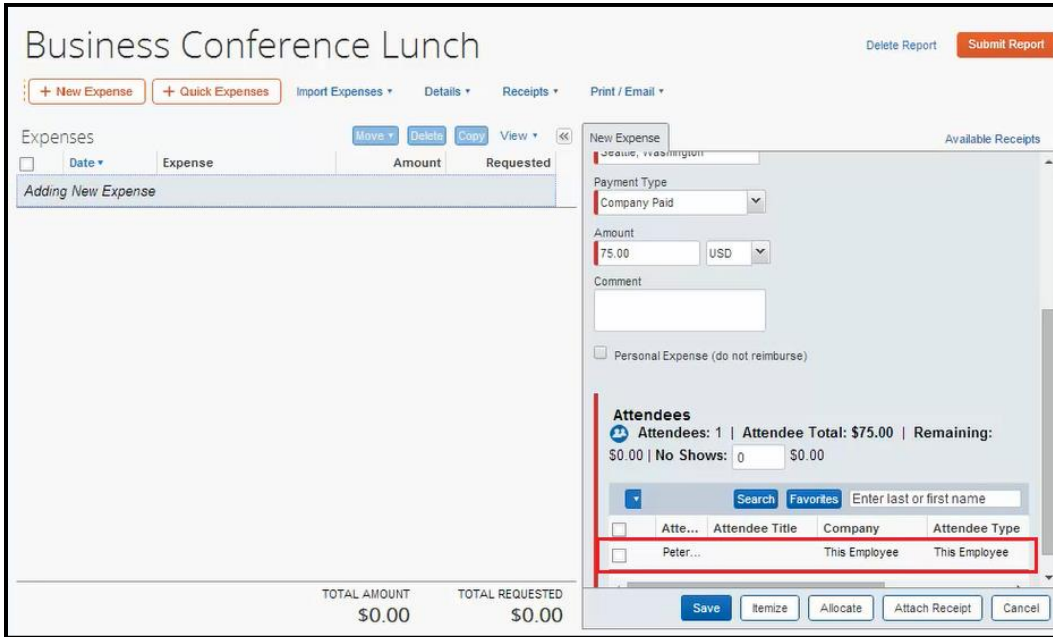 Business Conference Lunch
Delete Report
Submit Report
+ New Expense
+ Quick Expenses
Import Expenses
Details
Receipts
Print / Email
Expenses
Move
Delete
Copy
View
«
New Expense
Available Receipts
Date
Expense
Amount
Requested
Adding New Expense
Seattle, Washington
Payment Type
Company Paid
Amount
75.00
USD
Comment
Personal Expense (do not reimburse)
Attendees
Attendees: 1 | Attendee Total: $75.00 | Remaining:
$0.00 | No Shows: 0 $0.00
Search
Favorites
Enter last or first name
Atte...
Attendee Title
Company
Attendee Type
Peter...
This Employee
This Employee
TOTAL AMOUNT
$0.00
TOTAL REQUESTED
$0.00
Save
Itemize
Allocate
Attach Receipt
Cancel